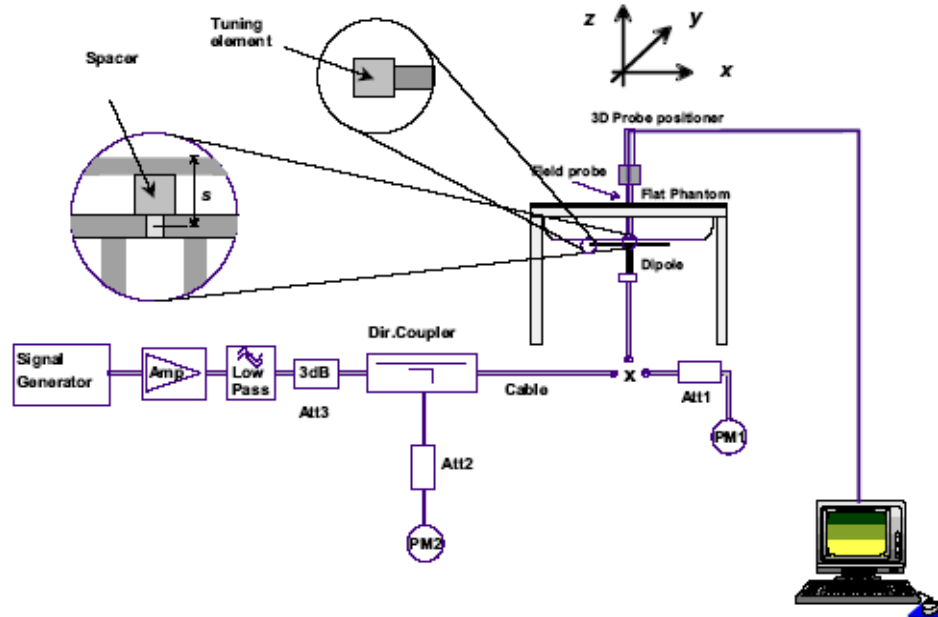 Tuning
element
Spacer
s
z
y
x
3D Probe positioner
Field probe
Flat Phantom
Dipole
Signal
Generator
Amp
Low
Pass
3dB
Att3
Dir.Coupler
Cable
x
Att1
PM1
Att2
PM2